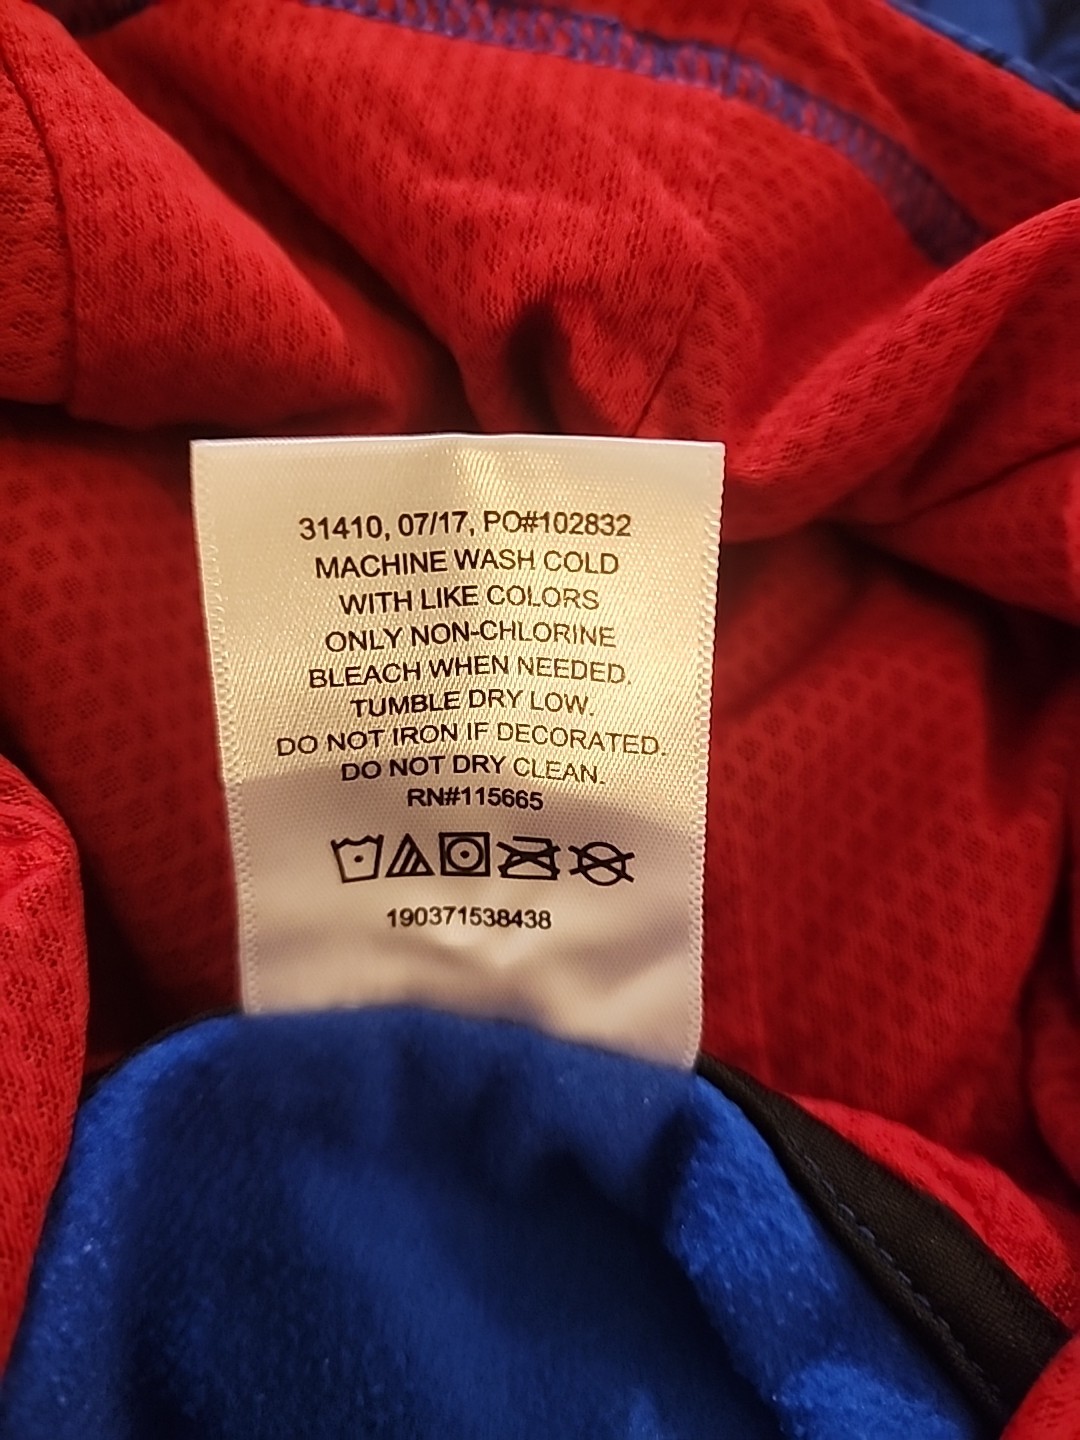 31410, 07/17, PO#102832
MACHINE WASH COLD
WITH LIKE COLORS
ONLY NON-CHLORINE
BLEACH WHEN NEEDED.
TUMBLE DRY LOW.
DO NOT IRON IF DECORATED.
DO NOT DRY CLEAN.
RN#115665
190371538438